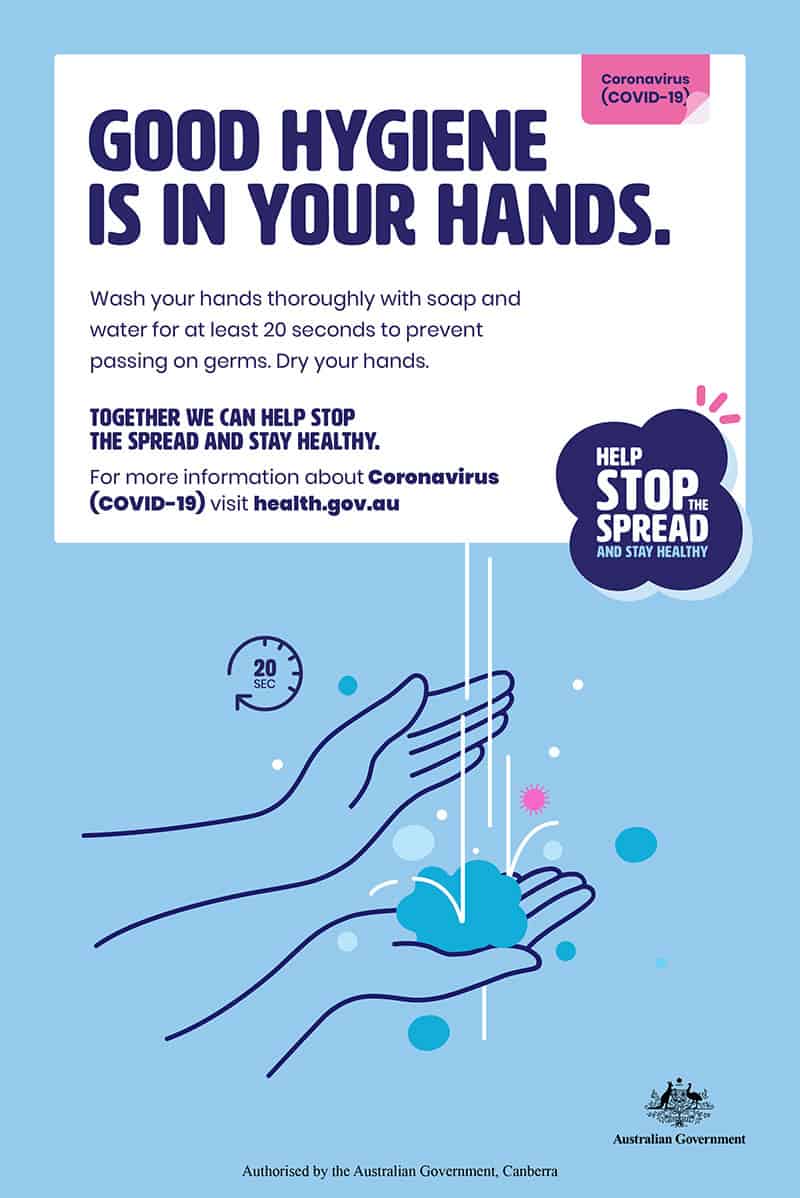 Coronavirus
(COVID-19)
GOOD HYGIENE
IS IN YOUR HANDS.
Wash your hands thoroughly with soap and
water for at least 20 seconds to prevent
passing on germs. Dry your hands.
TOGETHER WE CAN HELP STOP
THE SPREAD AND STAY HEALTHY.
For more information about Coronavirus
(COVID-19) visit health.gov.au
HELP
STOP THE
SPREAD
AND STAY HEALTHY
20
SEC
Australian Government
Authorised by the Australian Government, Canberra